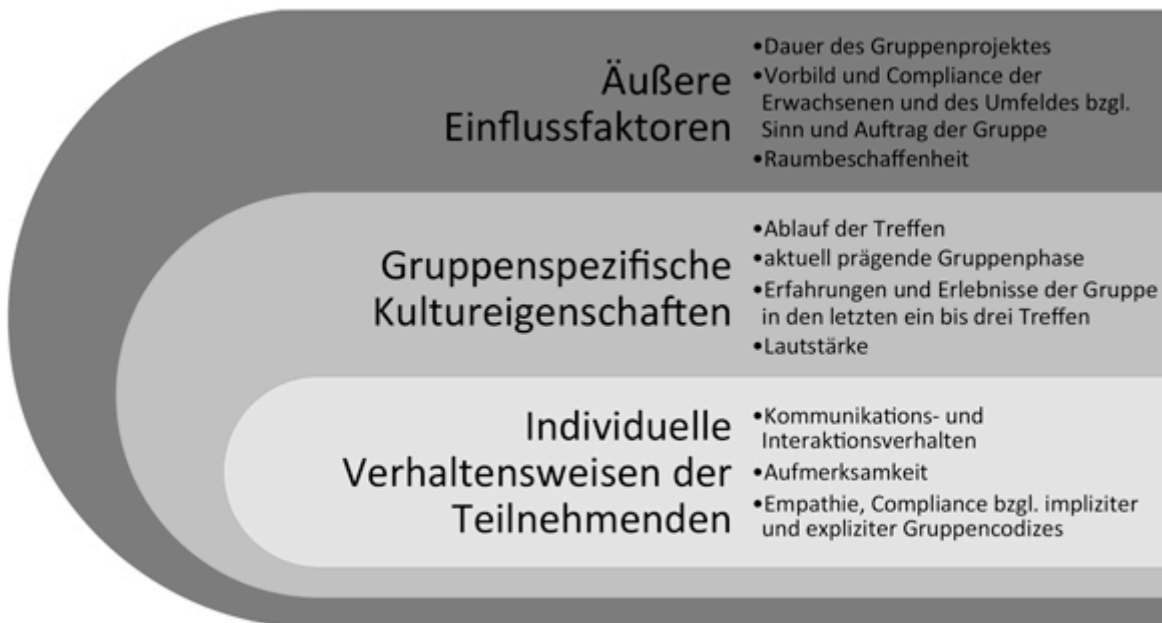 Äußere
Einflussfaktoren
•Dauer des Gruppenprojektes
•Vorbild und Compliance der
Erwachsenen und des Umfeldes bzgl.
Sinn und Auftrag der Gruppe
•Raumbeschaffenheit
Gruppenspezifische
Kultureigenschaften
•Ablauf der Treffen
•aktuell prägende Gruppenphase
•Erfahrungen und Erlebnisse der Gruppe
in den letzten ein bis drei Treffen
•Lautstärke
Individuelle
Verhaltensweisen der
Teilnehmenden
•Kommunikations- und
Interaktionsverhalten
•Aufmerksamkeit
•Empathie, Compliance bzgl. impliziter
und expliziter Gruppencodizes